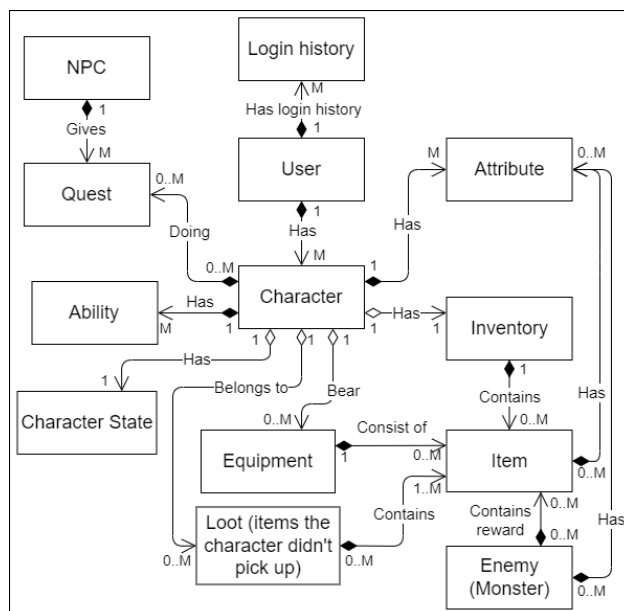 Login history
NPC
M
1
Has login history
Gives
1
M
User
M
Attribute
0..M
0..M
Quest
1
Has
Has
Doing
0..M
M
1
Ability
Has
Character
Has
Inventory
M
1
1
1
1
1
1
1
Has
Contains
Has
1
Belongs to
Bear
Character State
0..M
Consist of
0..M
Equipment
1
0..M
Item
0..M
1..M
Loot (items the
character didn't
pick up)
Contains
Contains
reward
0..M
Has
0..M
0..M
0..M
Enemy
(Monster)
0..M